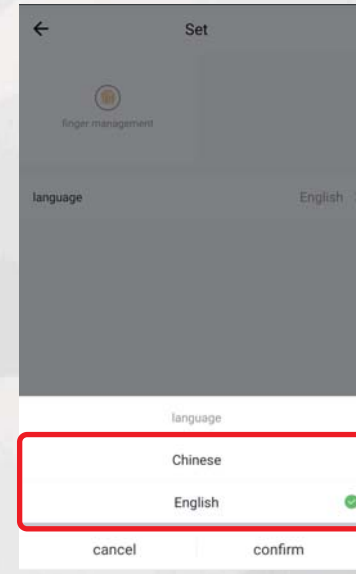 Set
finger management
language English
language
Chinese
English
cancel confirm